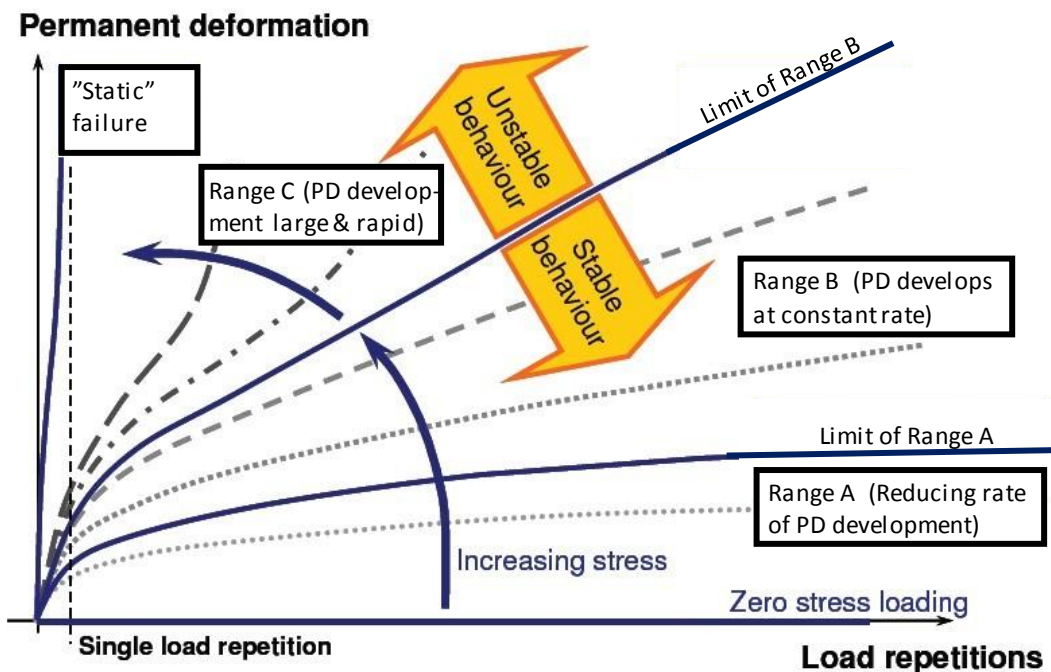 Permanent deformation
”Static”
failure
Range C (PD develop-
ment large & rapid)
Unstable
behaviour
Stable
behaviour
Limit of Range B
Range B (PD develops
at constant rate)
Limit of Range A
Range A (Reducing rate
of PD development)
Increasing stress
Zero stress loading
Single load repetition
Load repetitions